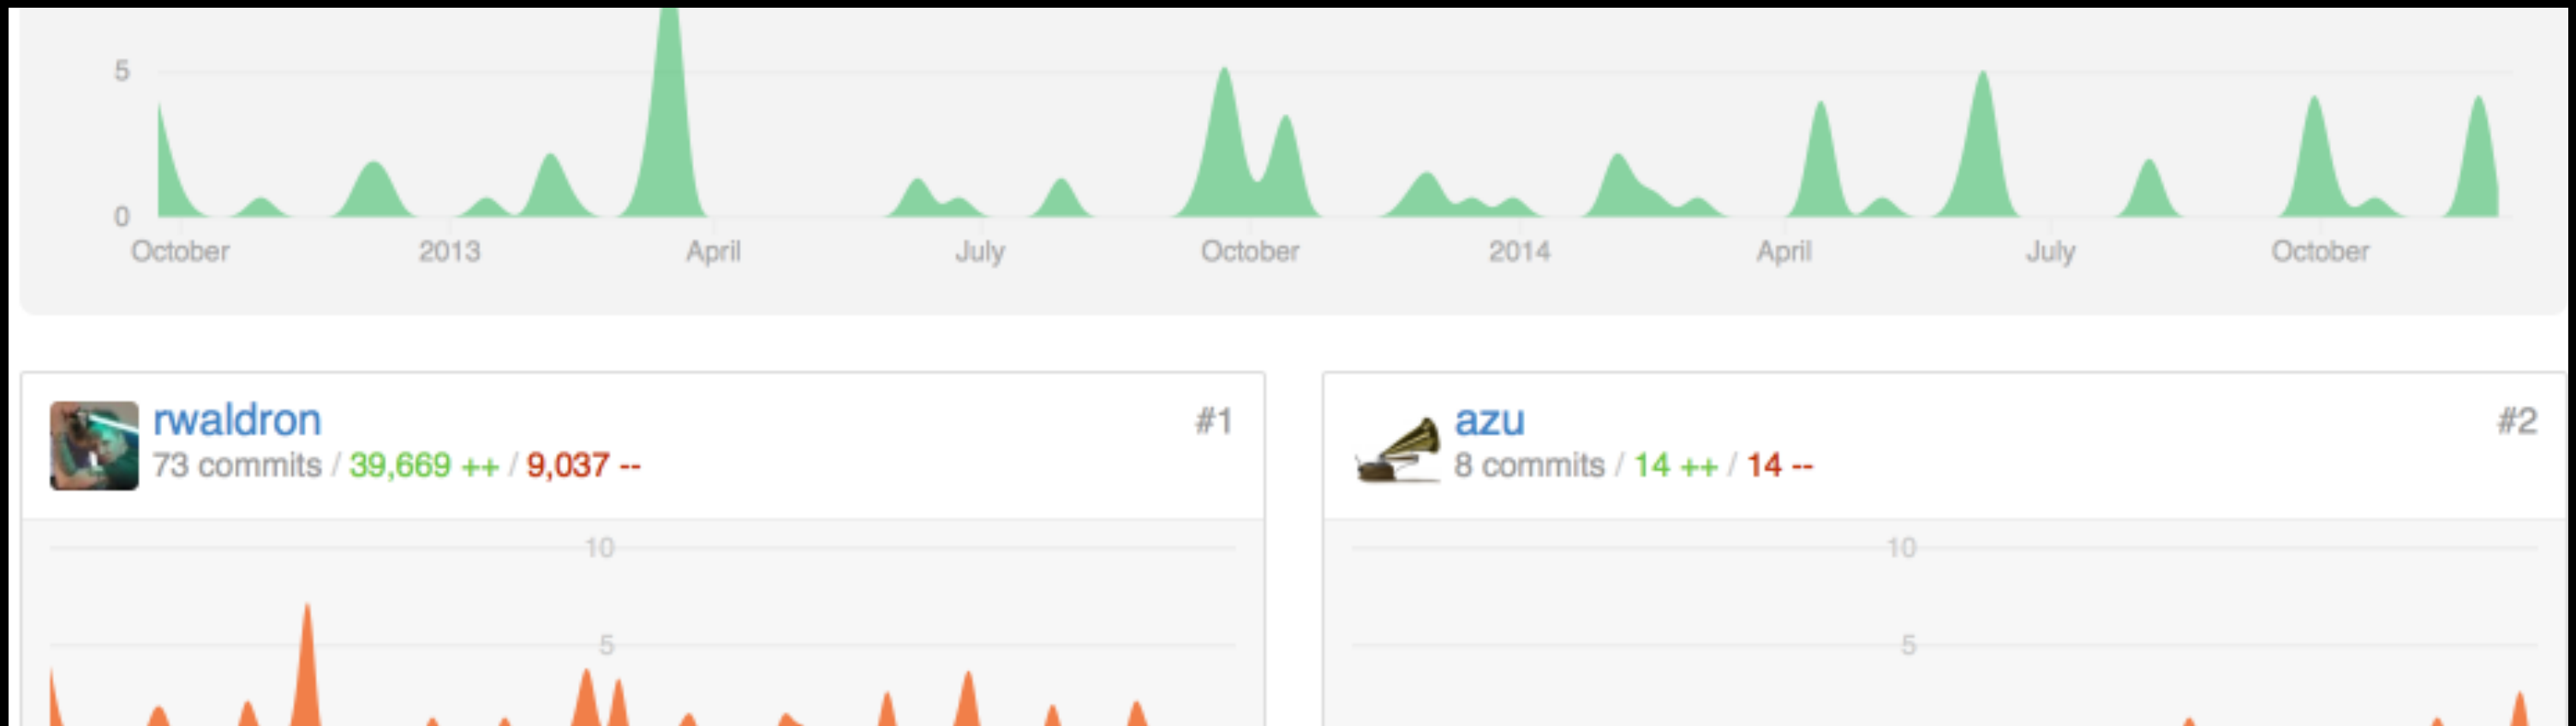 5
0
October 2013 April July October 2014 April July October
rwaldron #1
73 commits / 39,669 ++ / 9,037 --
10
5
azu #2
8 commits / 14 ++ / 14 --
10
5